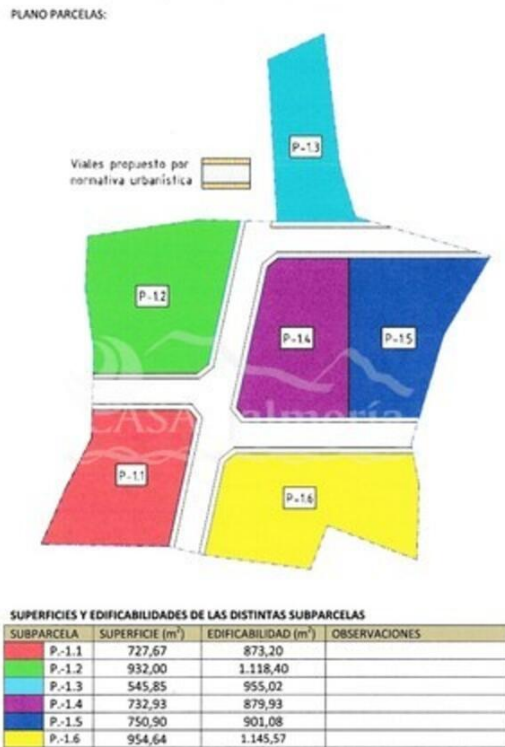 PLANO PARCELAS:
P-1.3
Viales propuesto por
normativa urbanística
P-1.2
P-1.4
P-1.5
CASA almería
P-1.1
P-1.6
SUPERFICIES Y EDIFICABILIDADES DE LAS DISTINTAS SUBPARCELAS
SUBPARCELA SUPERFICIE (m²) EDIFICABILIDAD (m²) OBSERVACIONES
P.-1.1 727,67 873,20
P.-1.2 932,00 1.118,40
P.-1.3 545,85 955,02
P.-1.4 732,93 879,93
P.-1.5 750,90 901,08
P.-1.6 954,64 1.145,57